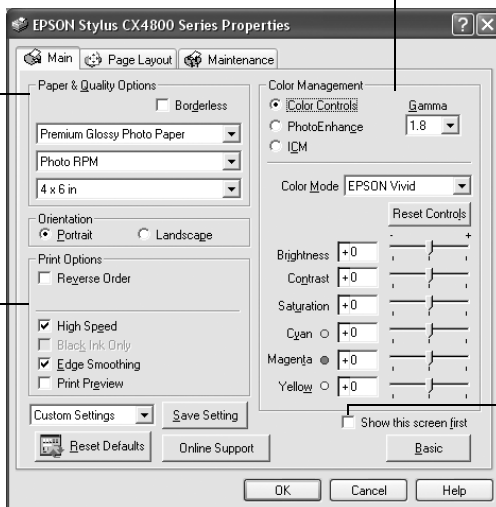 EPSON Stylus CX4800 Series Properties
Main Page Layout Maintenance
Paper & Quality Options
Borderless
Premium Glossy Photo Paper
Photo RPM
4 x 6 in
Orientation
Portrait Landscape
Print Options
Reverse Order
High Speed
Black Ink Only
Edge Smoothing
Print Preview
Custom Settings Save Setting
Reset Defaults Online Support
Color Management
Color Controls Gamma
PhotoEnhance 1.8
ICM
Color Mode EPSON Vivid
Reset Controls
- +
Brightness +0
Contrast +0
Saturation +0
Cyan +0
Magenta +0
Yellow +0
Show this screen first
Basic
OK Cancel Help